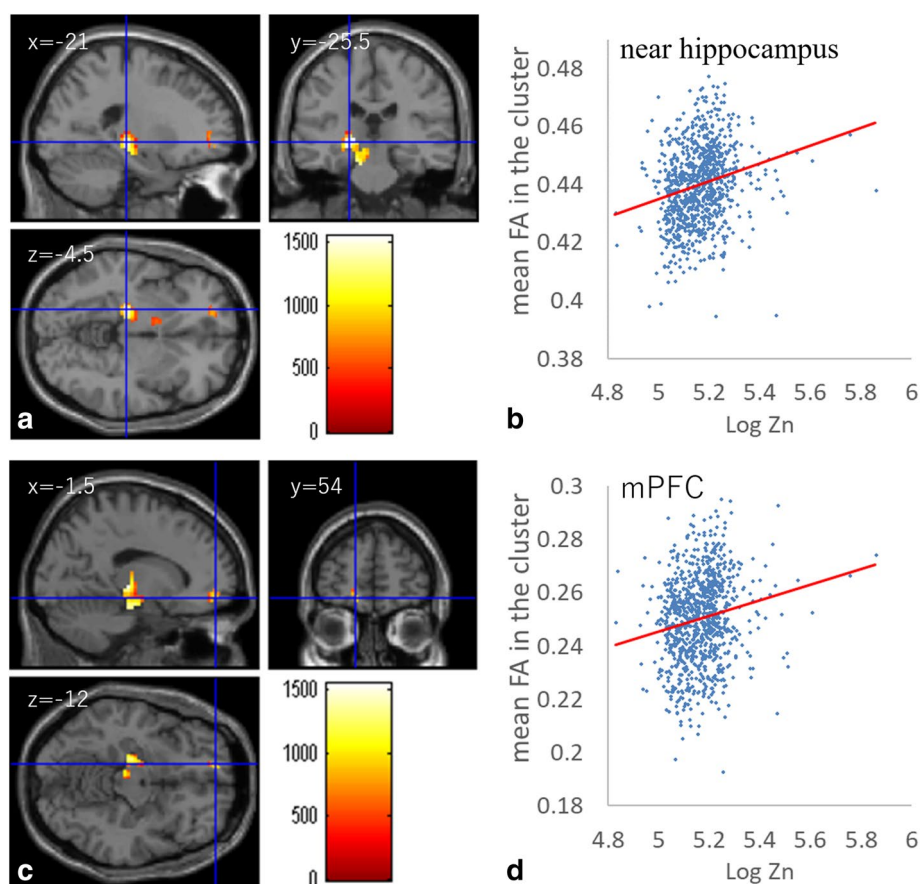 x=-21
y=-25.5
z=-4.5
1500
1000
500
0
a
near hippocampus
mean FA in the cluster
0.48
0.46
0.44
0.42
0.4
0.38
4.8 5 5.2 5.4 5.6 5.8 6
Log Zn
b
x=-1.5
y=54
z=-12
1500
1000
500
0
c
mPFC
mean FA in the cluster
0.3
0.28
0.26
0.24
0.22
0.2
0.18
4.8 5 5.2 5.4 5.6 5.8 6
Log Zn
d